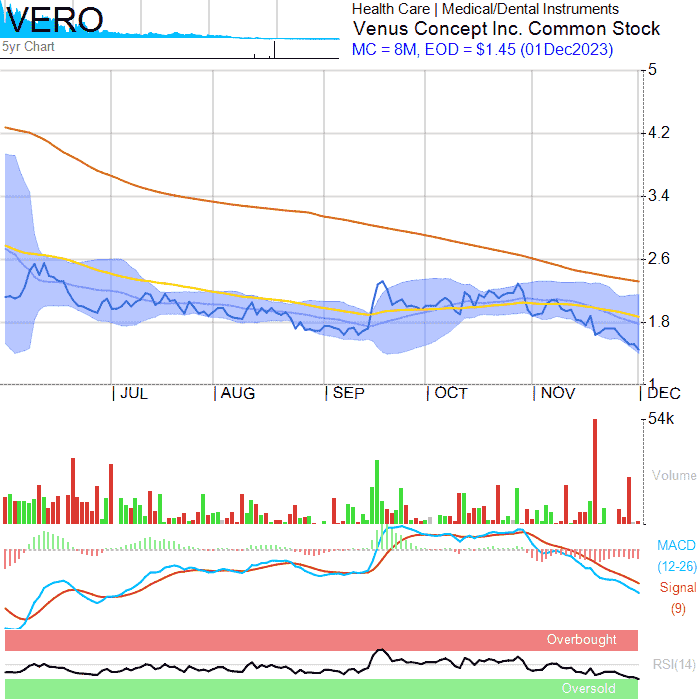 VERO
Health Care | Medical/Dental Instruments
5yr Chart
Venus Concept Inc. Common Stock
MC = 8M, EOD = $1.45 (01Dec2023)
5
4.2
3.4
2.6
1.8
1
JUL AUG SEP OCT NOV DEC
54k
Volume
MACD
(12-26)
Signal
(9)
Overbought
RSI(14)
Oversold